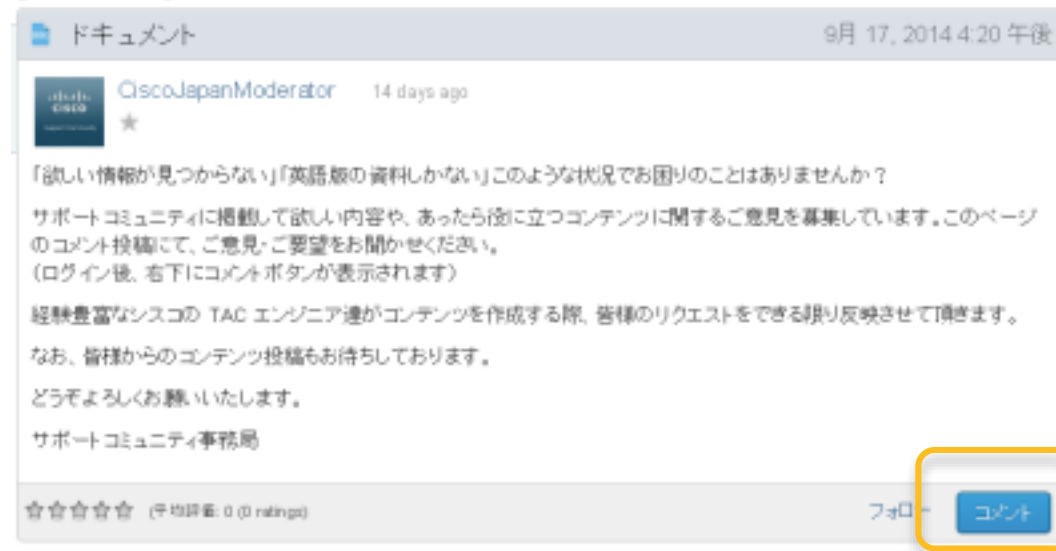 ドキュメント 9月 17, 2014 4:20 午後
CISCO
CiscoJapanModerator 14 days ago
「欲しい情報が見つからない」「英語版の資料しかない」このような状況でお困りのことはありませんか？
サポートコミュニティに掲載して欲しい内容や、あったら役に立つコンテンツに関するご意見を募集しています。このページ
のコメント投稿にて、ご意見・ご要望をお聞かせください。
（ログイン後、右下にコメントボタンが表示されます）
経験豊富なシスコの TAC エンジニア達がコンテンツを作成する際、皆様のリクエストをできる限り反映させて頂きます。
なお、皆様からのコンテンツ投稿もお待ちしております。
どうぞよろしくお願いいたします。
サポートコミュニティ事務局
(平均評価: 0 (0 ratings) フォロー コメント